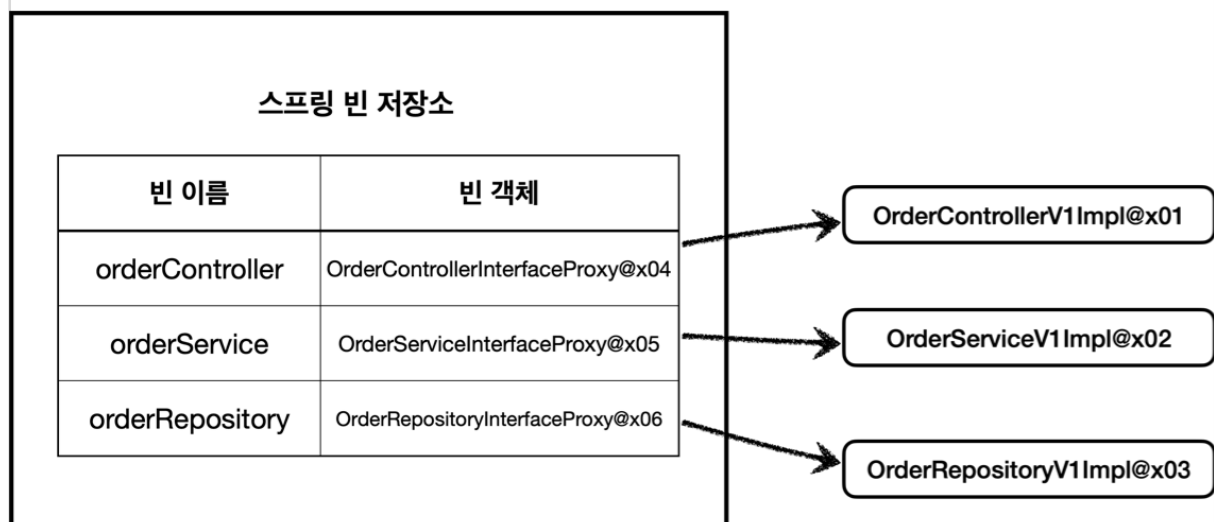 스프링 빈 저장소
빈 이름 빈 객체
orderController OrderControllerInterfaceProxy@x04
orderService OrderServiceInterfaceProxy@x05
orderRepository OrderRepositoryInterfaceProxy@x06
OrderControllerV1Impl@x01
OrderServiceV1Impl@x02
OrderRepositoryV1Impl@x03